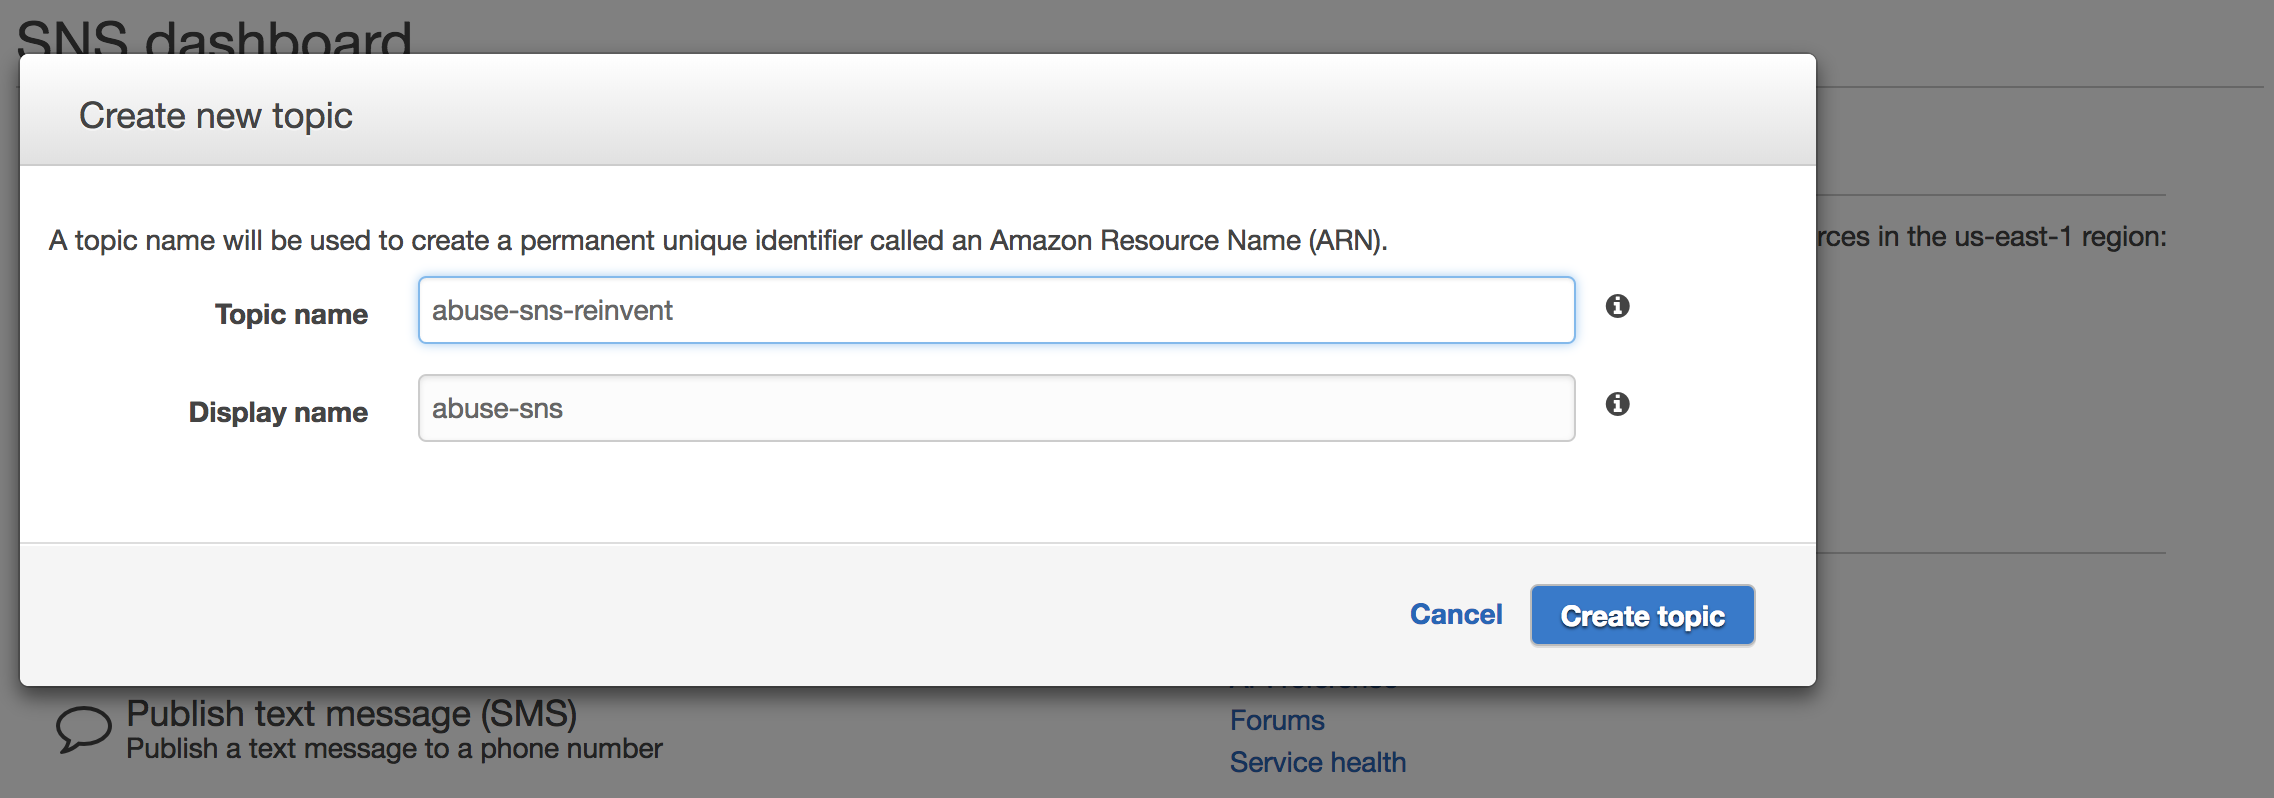 SNS dashboard
Create new topic
A topic name will be used to create a permanent unique identifier called an Amazon Resource Name (ARN).
rces in the us-east-1 region:
Topic name abuse-sns-reinvent
Display name abuse-sns
Cancel Create topic
Publish text message (SMS)
Publish a text message to a phone number
Forums
Service health